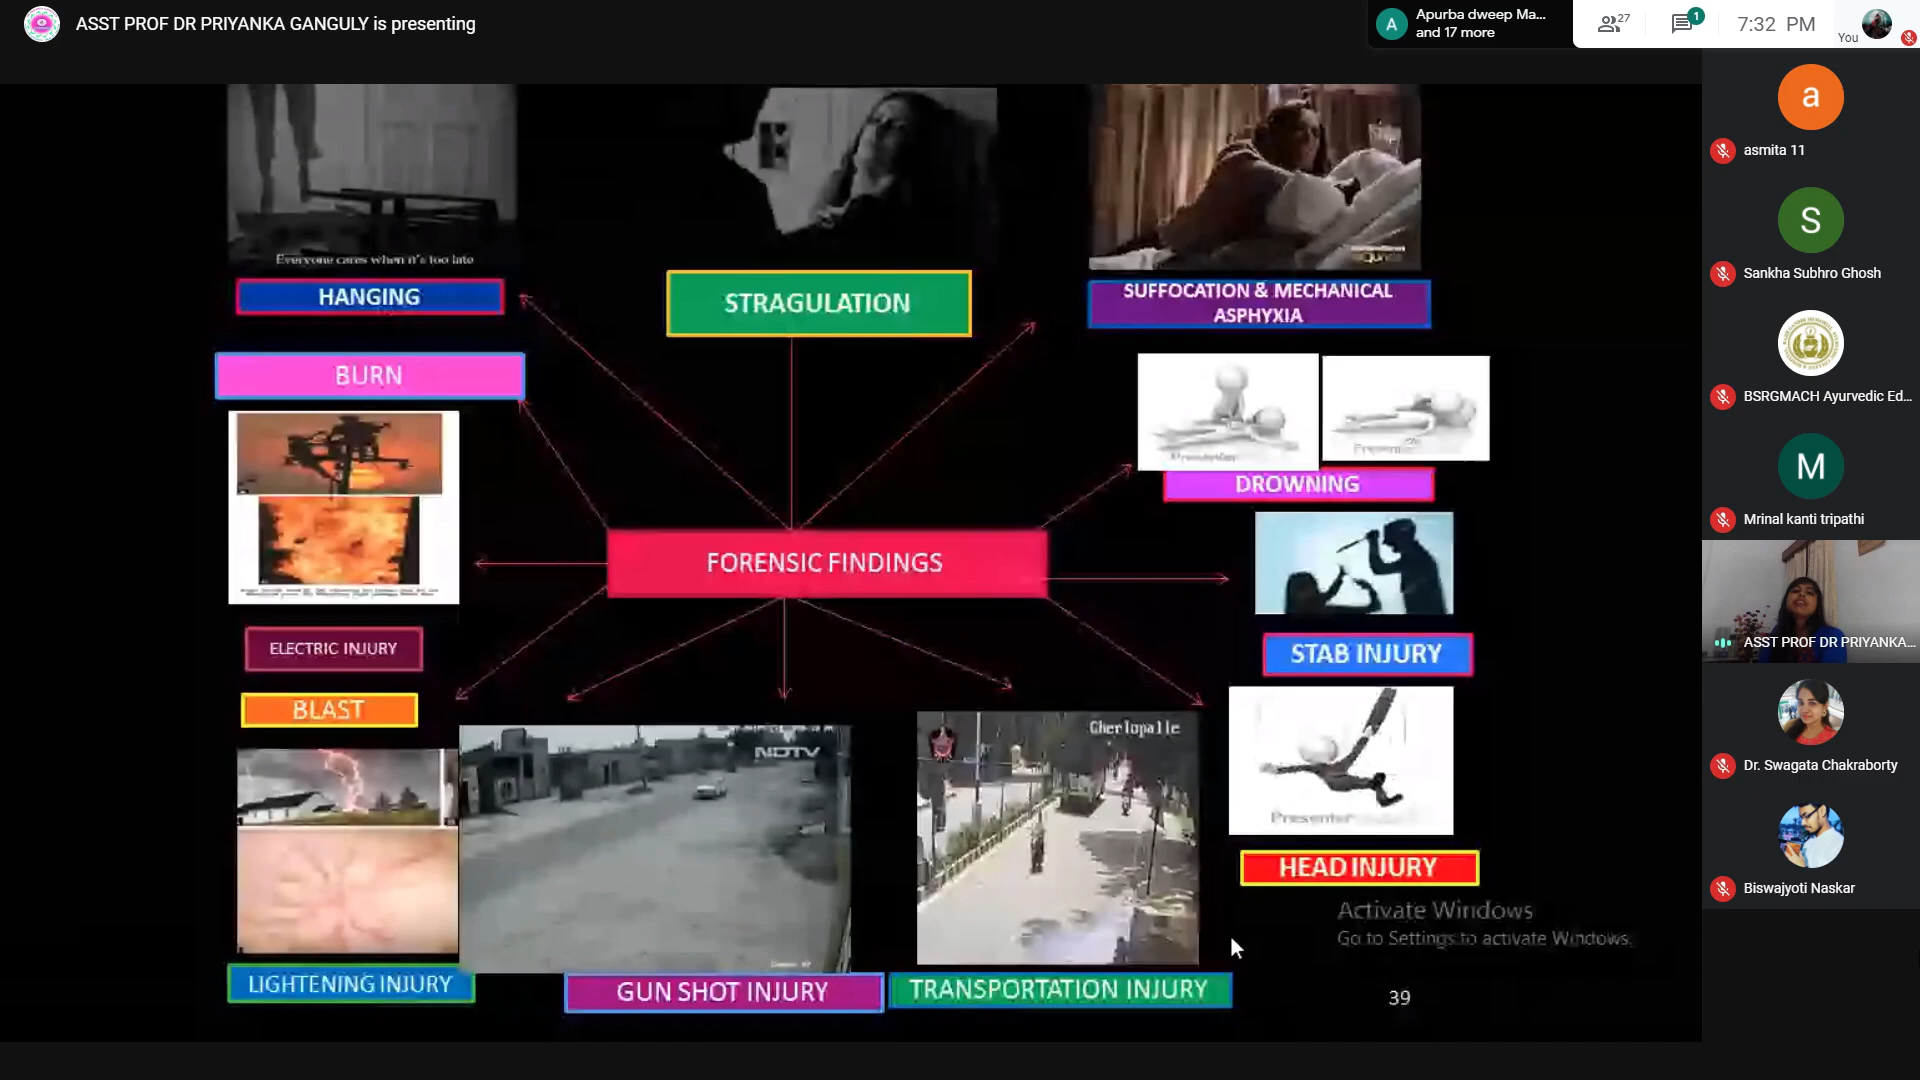 ASST PROF DR PRIYANKA GANGULY is presenting
A
Apurba dweep Ma...
and 17 more
27
1
7:32 PM
You
a
asmita 11
S
Sankha Subhro Ghosh
BSRGMACH Ayurvedic Ed...
M
Mrinal kanti tripathi
ASST PROF DR PRIYANKA...
Dr. Swagata Chakraborty
Biswajyoti Naskar
Everyone cares when it's too late
HANGING
STRAGULATION
SUFFOCATION & MECHANICAL
ASPHYXIA
BURN
Presenter
Presenter
DROWNING
FORENSIC FINDINGS
ELECTRIC INJURY
STAB INJURY
BLAST
NDTV
Cherlopalle
Presenter
HEAD INJURY
LIGHTENING INJURY
GUN SHOT INJURY
TRANSPORTATION INJURY
Activate Windows
Go to Settings to activate Windows.
39